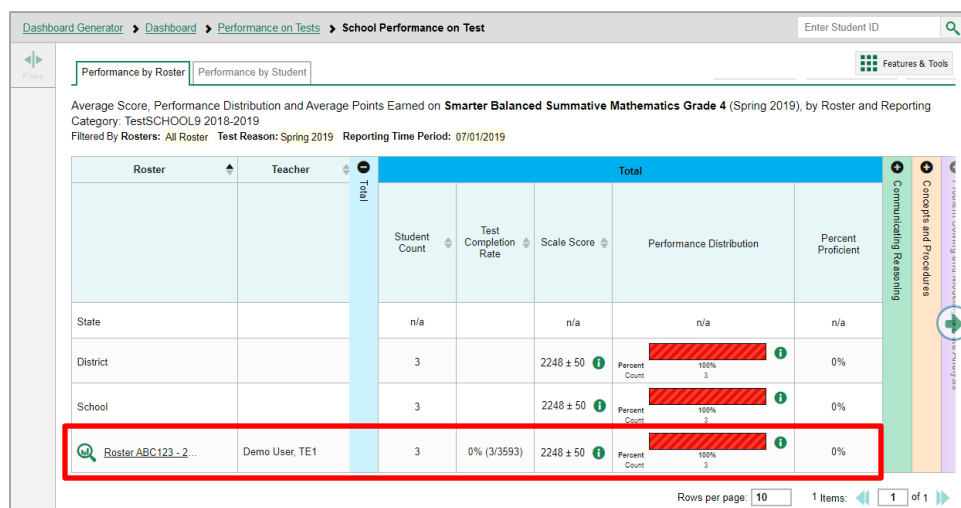 Dashboard Generator > Dashboard > Performance on Tests > School Performance on Test
Enter Student ID
Filters
Performance by Roster
Performance by Student
Features & Tools
Average Score, Performance Distribution and Average Points Earned on Smarter Balanced Summative Mathematics Grade 4 (Spring 2019), by Roster and Reporting
Category: TestSCHOOL9 2018-2019
Filtered By Rosters: All Roster Test Reason: Spring 2019 Reporting Time Period: 07/01/2019
Roster Teacher Total Total
Communicating Reasoning
Concepts and Procedures
Student Count
Test Completion Rate
Scale Score
Performance Distribution
Percent Proficient
State n/a n/a n/a n/a
District 3 2248 ± 50 Percent 100% 0%
Count 3
School 3 2248 ± 50 Percent 100% 0%
Count 3
Roster ABC123 - 2... Demo User, TE1 3 0% (3/3593) 2248 ± 50 Percent 100% 0%
Count 3
Rows per page: 10 1 Items: 1 of 1